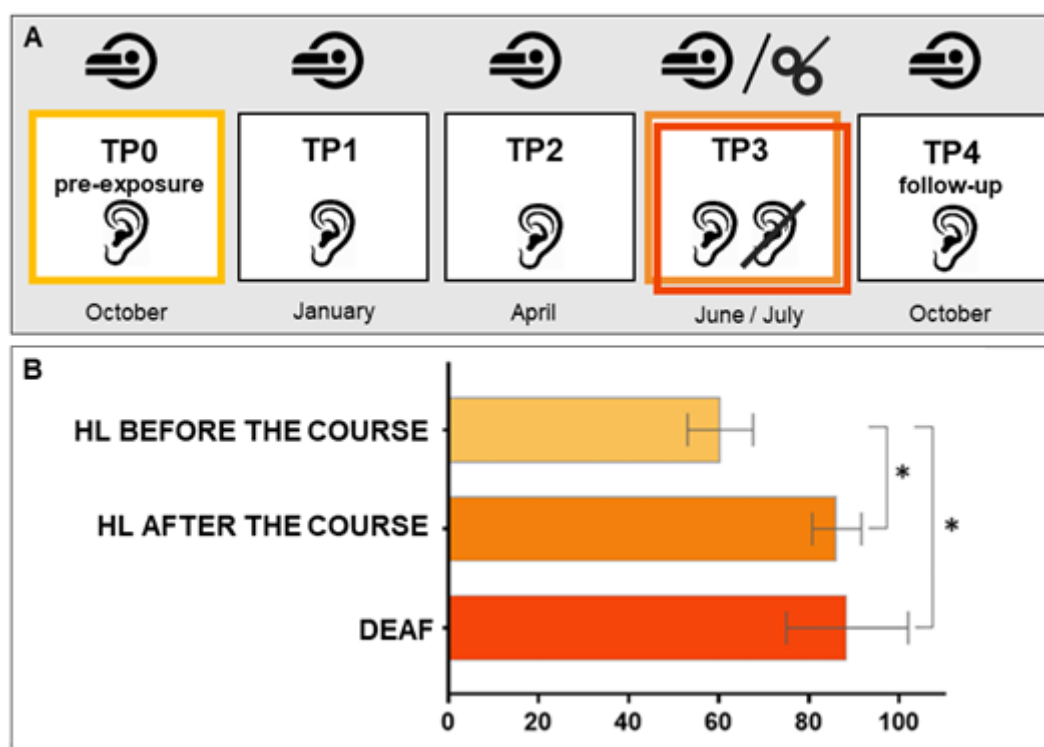 A
TP0
pre-exposure
TP1
TP2
TP3
TP4
follow-up
October
January
April
June / July
October
B
HL BEFORE THE COURSE
HL AFTER THE COURSE
DEAF
*
*
0 20 40 60 80 100